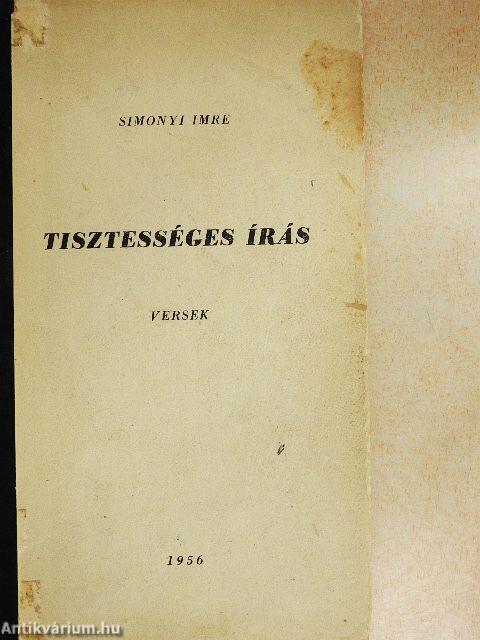 SIMONYI IMRE
TISZTESSÉGES ÍRÁS
VERSEK
1956
Antikvárium.hu